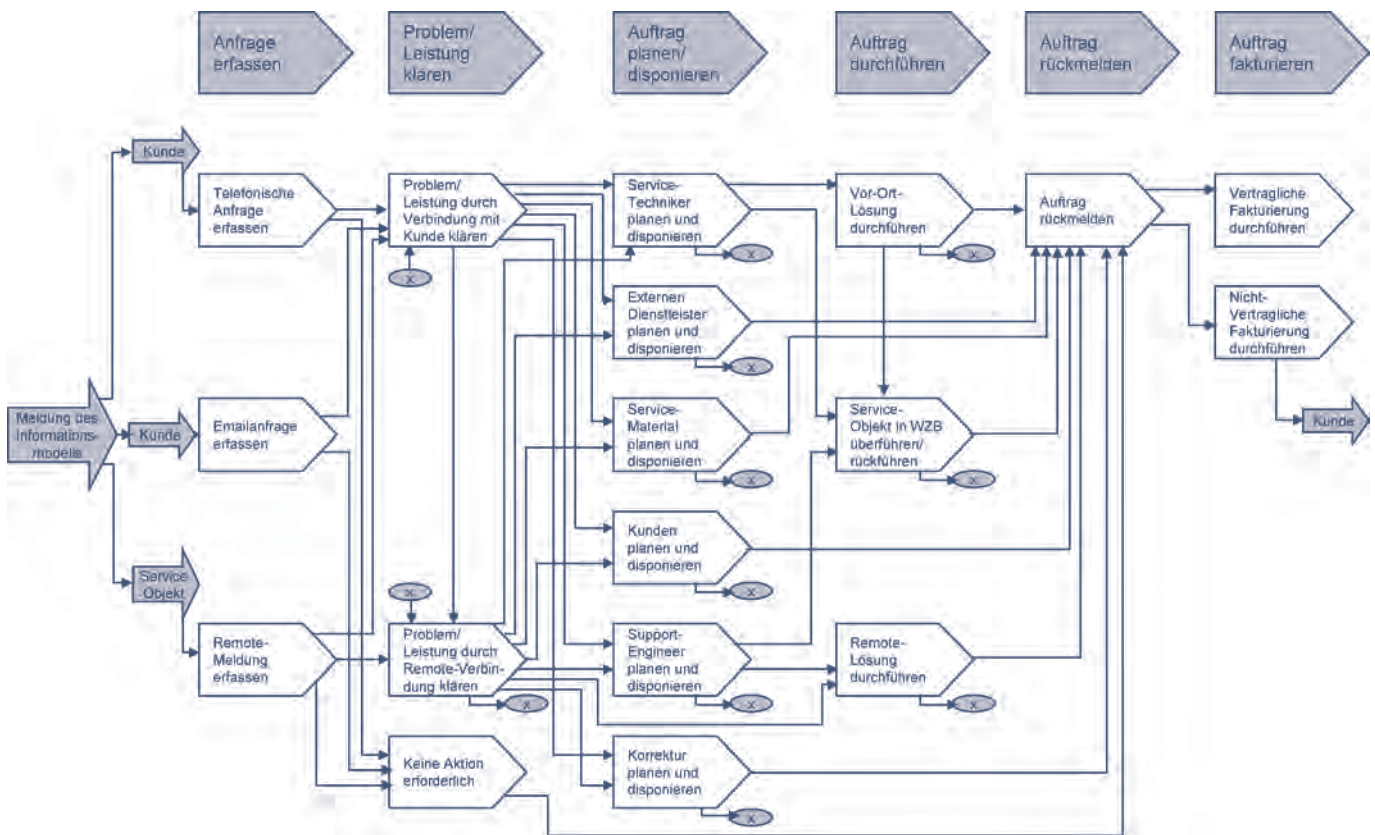 Anfrage
erfassen
Problem/
Leistung
klären
Auftrag
planen/
disponieren
Auftrag
durchführen
Auftrag
rückmelden
Auftrag
fakturieren
Kunde
Telefonische
Anfrage
erfassen
Problem/
Leistung durch
Verbindung mit
Kunde klären
x
Service-
Techniker
planen und
disponieren
x
Vor-Ort-
Lösung
durchführen
x
Auftrag
rückmelden
Vertragliche
Fakturierung
durchführen
Externen
Dienstleister
planen und
disponieren
x
Nicht-
Vertragliche
Fakturierung
durchführen
Meldung des
Informations-
modells
Kunde
Emailanfrage
erfassen
Service-
Material
planen und
disponieren
x
Service-
Objekt in WZB
überführen/
rückführen
x
Kunde
Kunden
planen und
disponieren
x
Service
Objekt
Remote-
Meldung
erfassen
x
Problem/
Leistung durch
Remote-Verbin-
dung klären
x
Support-
Engineer
planen und
disponieren
x
Remote-
Lösung
durchführen
x
Keine Aktion
erforderlich
Korrektur
planen und
disponieren
x